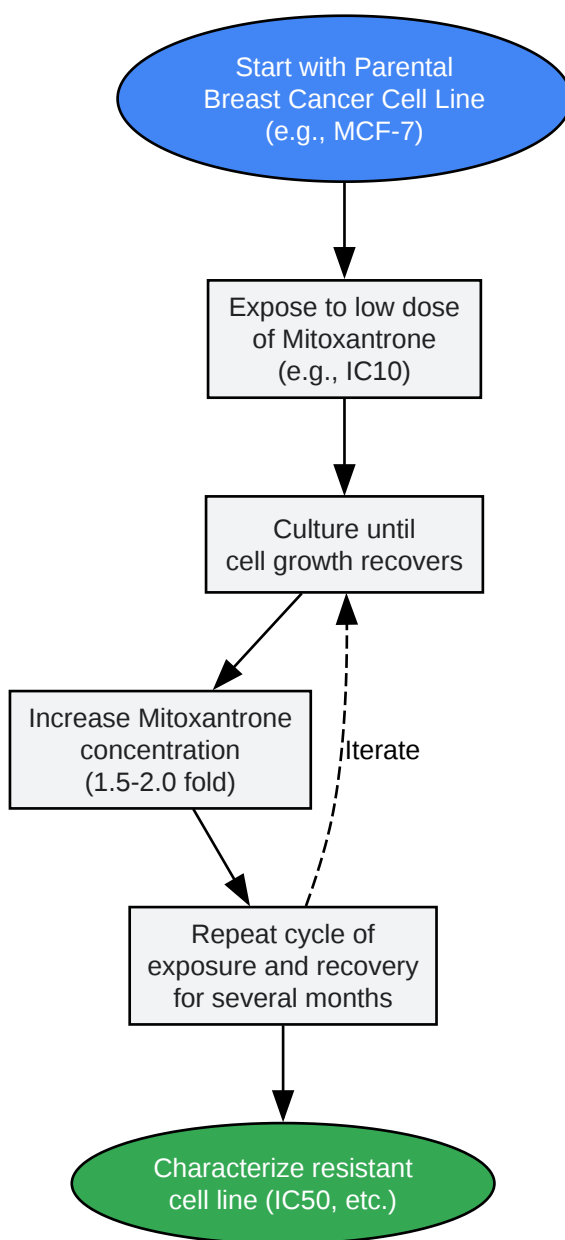 Start with Parental
Breast Cancer Cell Line
(e.g., MCF-7)
Expose to low dose
of Mitoxantrone
(e.g., IC10)
Culture until
cell growth recovers
Increase Mitoxantrone
concentration
(1.5-2.0 fold)
Iterate
Repeat cycle of
exposure and recovery
for several months
Characterize resistant
cell line (IC50, etc.)